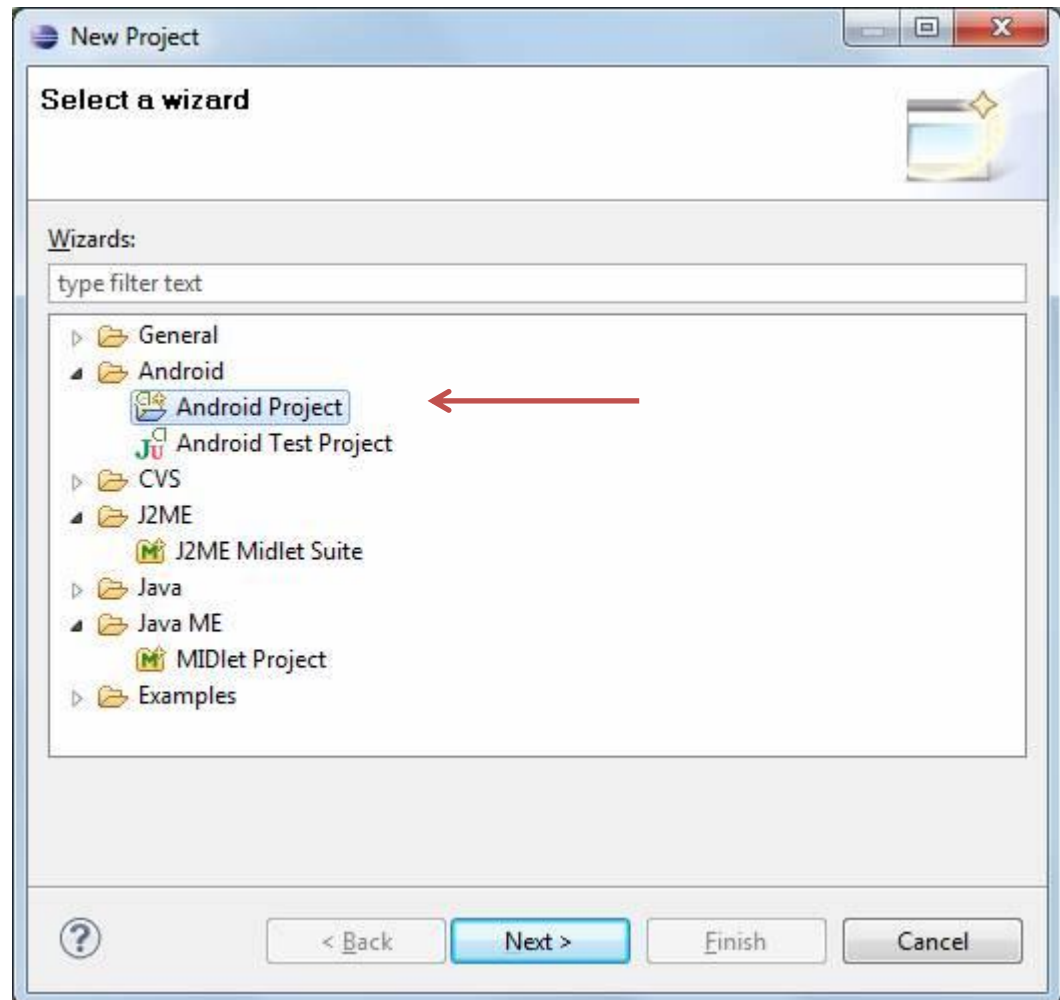 New Project
Select a wizard
Wizards:
type filter text
General
Android
Android Project
Android Test Project
CVS
J2ME
J2ME Midlet Suite
Java
Java ME
MIDlet Project
Examples
< Back Next > Finish Cancel